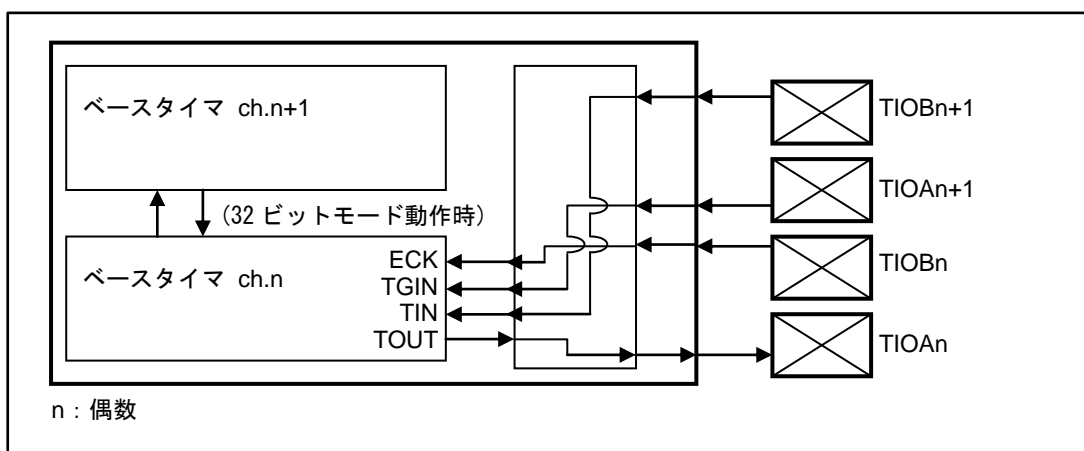 ベースタイマ ch.n+1
TIOBn+1
TIOAn+1
(32 ビットモード動作時)
TIOBn
ベースタイマ ch.n
ECK
TGIN
TIN
TOUT
TIOAn
n：偶数